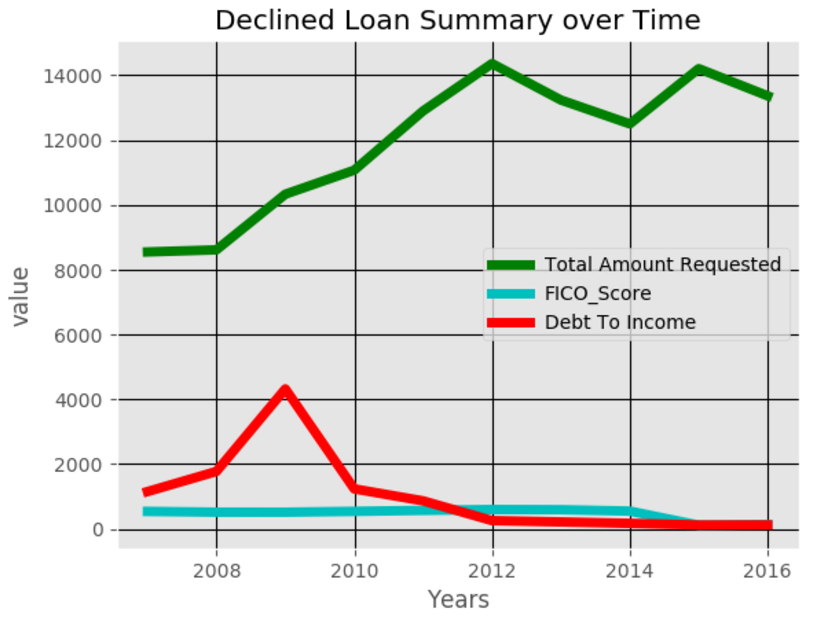 Declined Loan Summary over Time
14000
12000
10000
8000
6000
4000
2000
0
value
Total Amount Requested
FICO_Score
Debt To Income
2008 2010 2012 2014 2016
Years